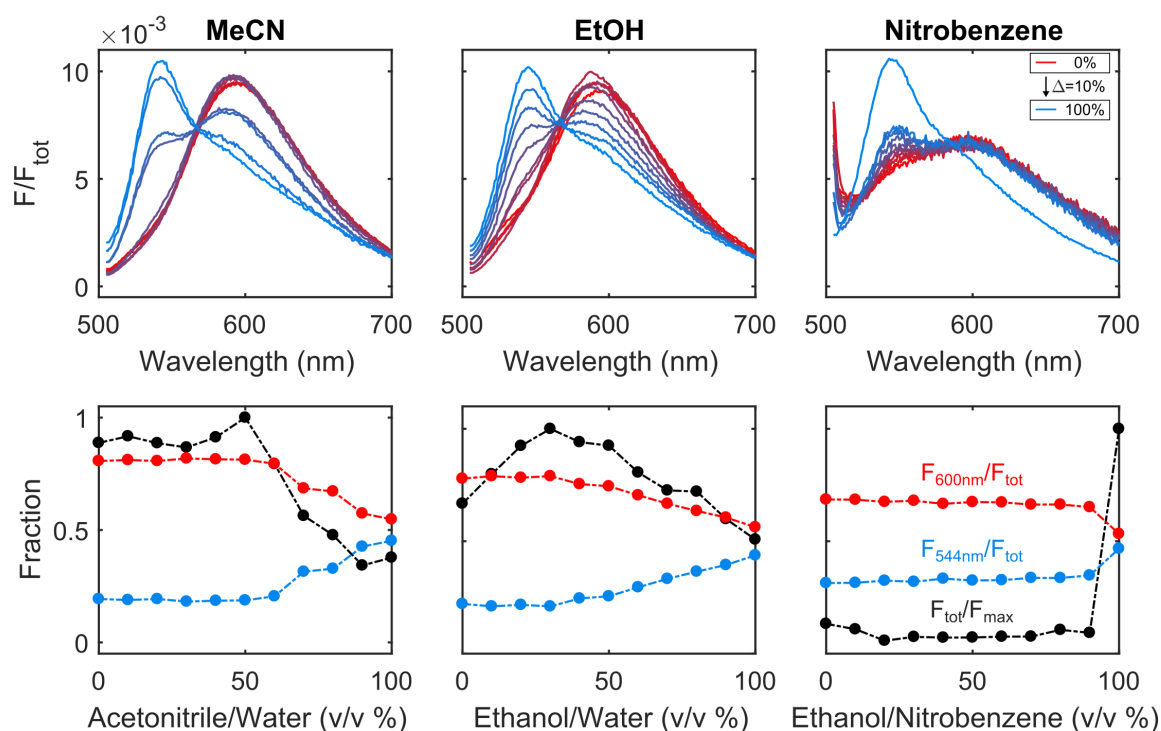 MeCN
EtOH
Nitrobenzene
×10⁻³
10
5
0
F/F_tot
0%
Δ=10%
100%
500 600 700
500 600 700
500 600 700
Wavelength (nm)
Wavelength (nm)
Wavelength (nm)
1
0.5
0
Fraction
F_600nm/F_tot
F_544nm/F_tot
F_tot/F_max
0 50 100
0 50 100
0 50 100
Acetonitrile/Water (v/v %)
Ethanol/Water (v/v %)
Ethanol/Nitrobenzene (v/v %)